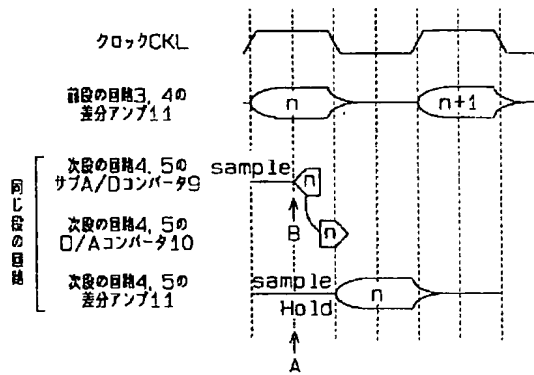 クロックCKL
前段の回路3, 4の
差分アンプ11
n
n+1
同じ段の回路
次段の回路4, 5の
サブA/Dコンバータ9
sample
n
B
次段の回路4, 5の
D/Aコンバータ10
n
次段の回路4, 5の
差分アンプ11
sample
Hold
n
A